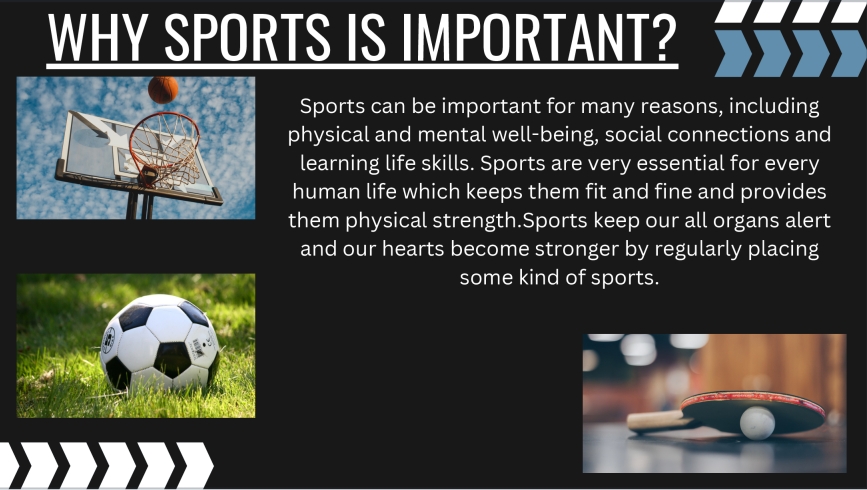 WHY SPORTS IS IMPORTANT?
Sports can be important for many reasons, including
physical and mental well-being, social connections and
learning life skills. Sports are very essential for every
human life which keeps them fit and fine and provides
them physical strength.Sports keep our all organs alert
and our hearts become stronger by regularly placing
some kind of sports.